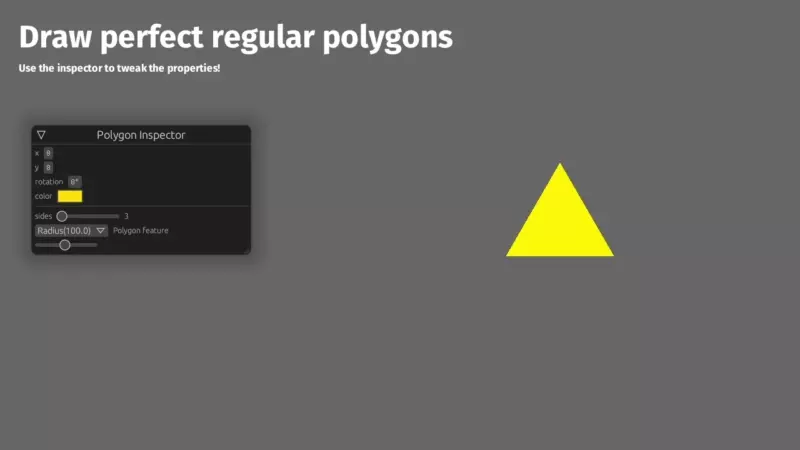 Draw perfect regular polygons
Use the inspector to tweak the properties!
Polygon Inspector
x 0
y 0
rotation 0°
color
sides 3
Radius(100.0) Polygon feature